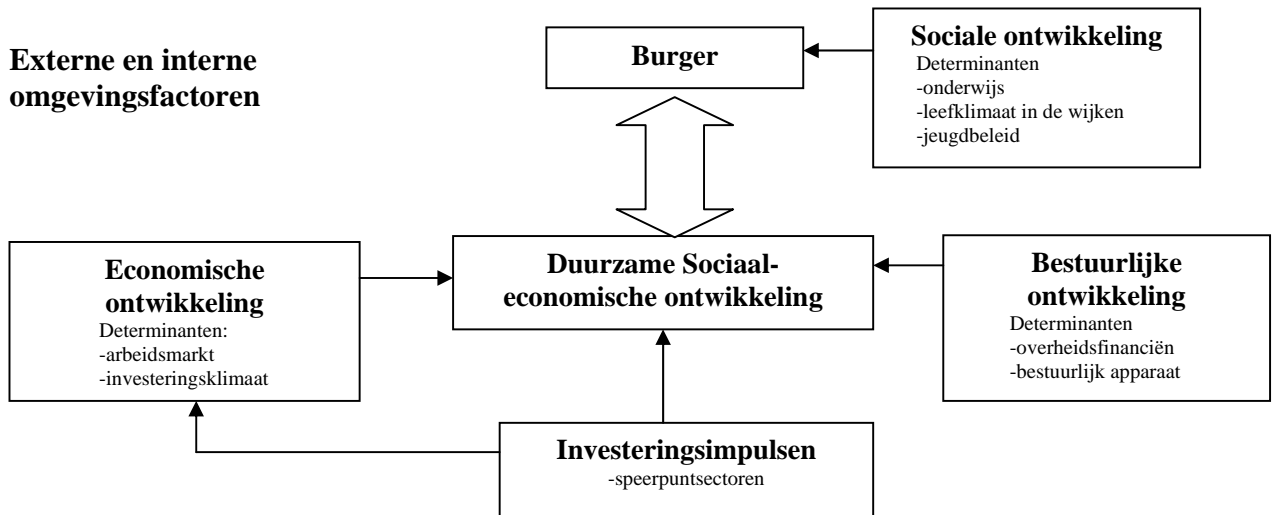 Externe en interne
omgevingsfactoren
Burger
Sociale ontwikkeling
Determinanten
-onderwijs
-leefklimaat in de wijken
-jeugdbeleid
Economische
ontwikkeling
Determinanten:
-arbeidsmarkt
-investeringsklimaat
Duurzame Sociaal-
economische ontwikkeling
Bestuurlijke
ontwikkeling
Determinanten
-overheidsfinanciën
-bestuurlijk apparaat
Investeringsimpulsen
-speerpuntsectoren